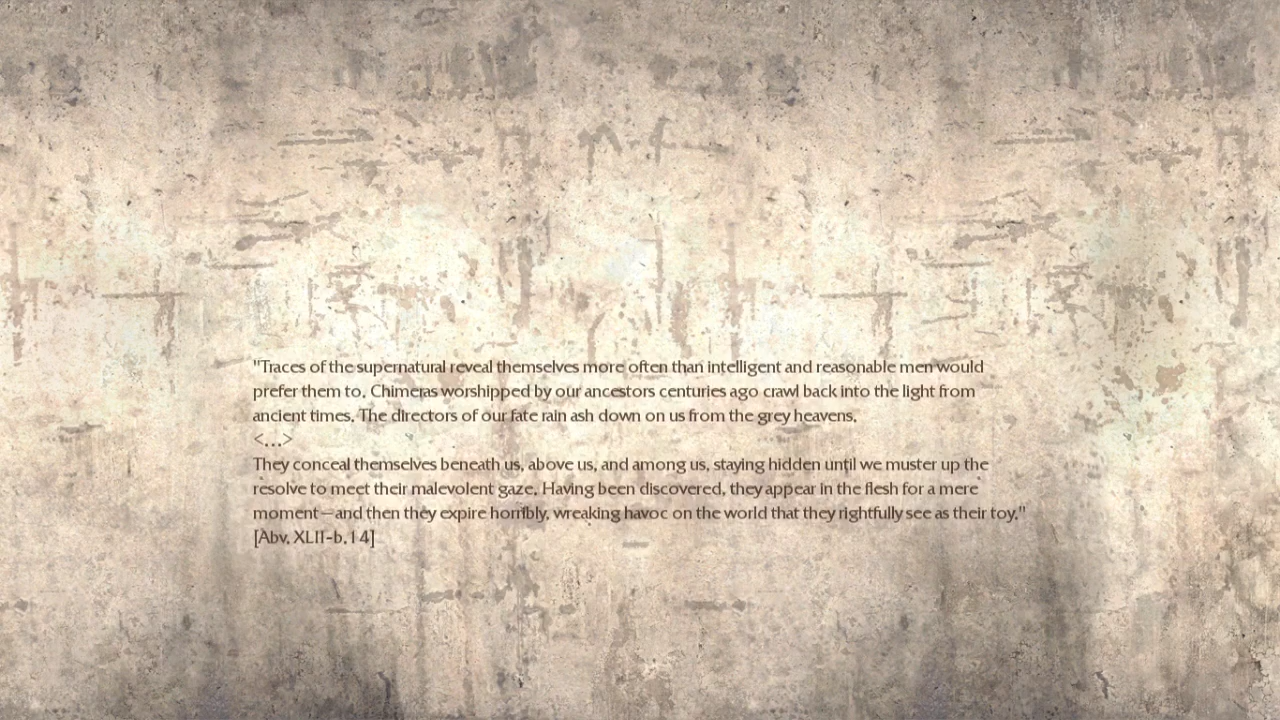 "Traces of the supernatural reveal themselves more often than intelligent and reasonable men would
prefer them to. Chimeras worshipped by our ancestors centuries ago crawl back into the light from
ancient times. The directors of our fate rain ash down on us from the grey heavens.
<...>
They conceal themselves beneath us, above us, and among us, staying hidden until we muster up the
resolve to meet their malevolent gaze. Having been discovered, they appear in the flesh for a mere
moment—and then they expire horribly, wreaking havoc on the world that they rightfully see as their toy."
[Abv. XLII-b.14]